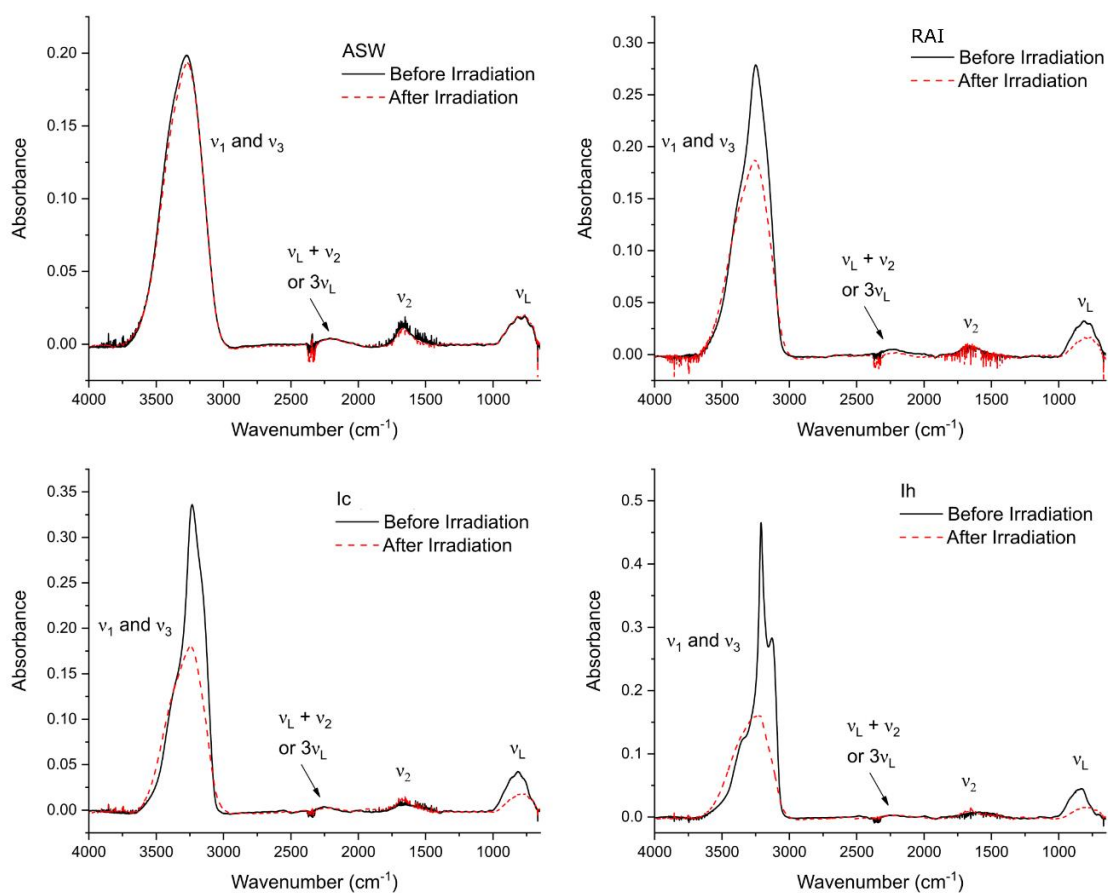 ASW
Before Irradiation
After Irradiation
ν1 and ν3
νL + ν2
or 3νL
ν2
νL
Absorbance
0.20
0.15
0.10
0.05
0.00
4000 3500 3000 2500 2000 1500 1000
Wavenumber (cm-1)
RAI
Before Irradiation
After Irradiation
ν1 and ν3
νL + ν2
or 3νL
ν2
νL
Absorbance
0.30
0.25
0.20
0.15
0.10
0.05
0.00
4000 3500 3000 2500 2000 1500 1000
Wavenumber (cm-1)
Ic
Before Irradiation
After Irradiation
ν1 and ν3
νL + ν2
or 3νL
ν2
νL
Absorbance
0.35
0.30
0.25
0.20
0.15
0.10
0.05
0.00
4000 3500 3000 2500 2000 1500 1000
Wavenumber (cm-1)
Ih
Before Irradiation
After Irradiation
ν1 and ν3
νL + ν2
or 3νL
ν2
νL
Absorbance
0.5
0.4
0.3
0.2
0.1
0.0
4000 3500 3000 2500 2000 1500 1000
Wavenumber (cm-1)